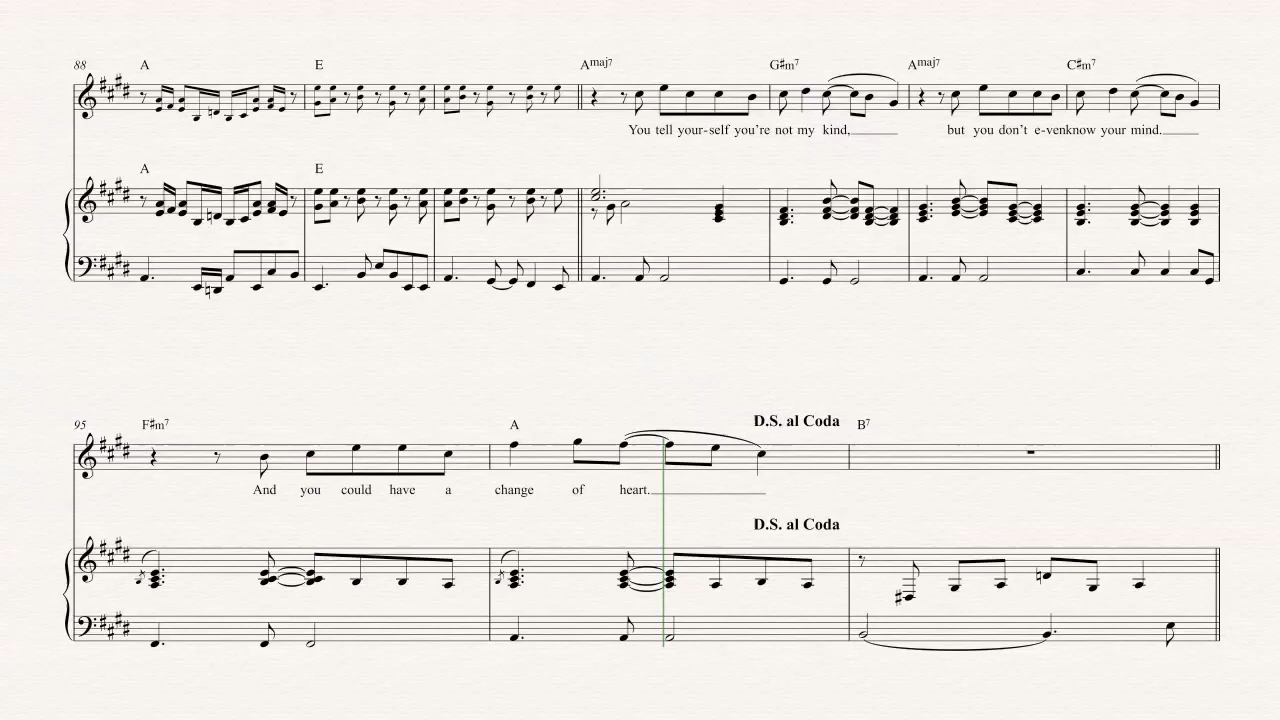 88 A E Amaj7 G♯m7 Amaj7 C♯m7
You tell your-self you're not my kind, but you don't e-venknow your mind.
A E
D.S. al Coda
95 F♯m7 A B7
And you could have a change of heart.
D.S. al Coda